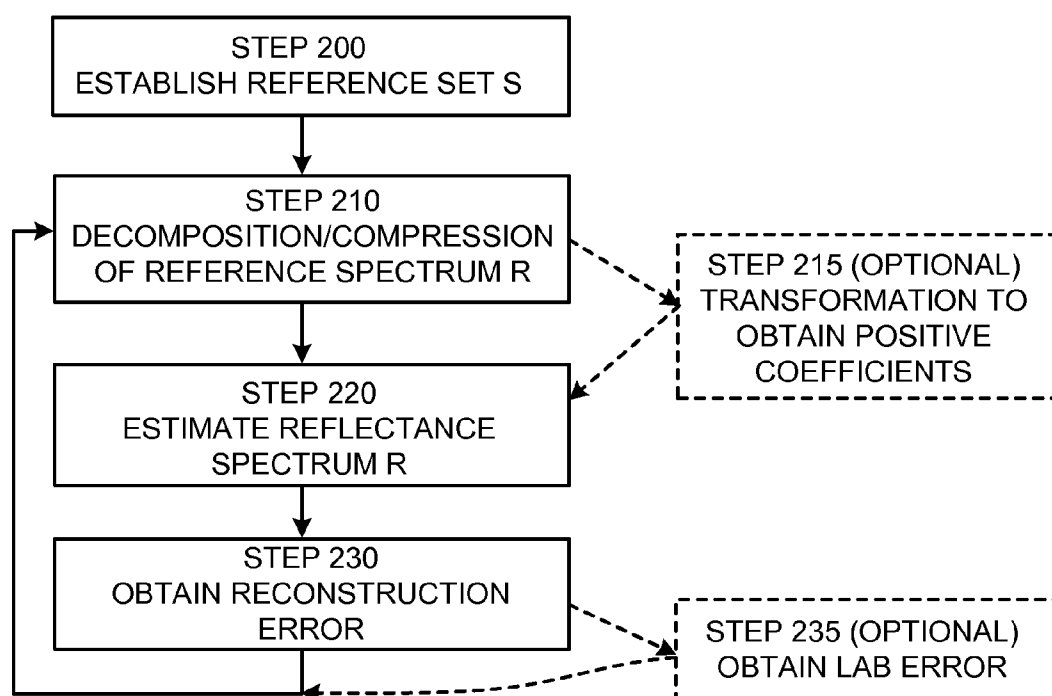 STEP 200
ESTABLISH REFERENCE SET S
STEP 210
DECOMPOSITION/COMPRESSION
OF REFERENCE SPECTRUM R
STEP 215 (OPTIONAL)
TRANSFORMATION TO
OBTAIN POSITIVE
COEFFICIENTS
STEP 220
ESTIMATE REFLECTANCE
SPECTRUM R
STEP 230
OBTAIN RECONSTRUCTION
ERROR
STEP 235 (OPTIONAL)
OBTAIN LAB ERROR